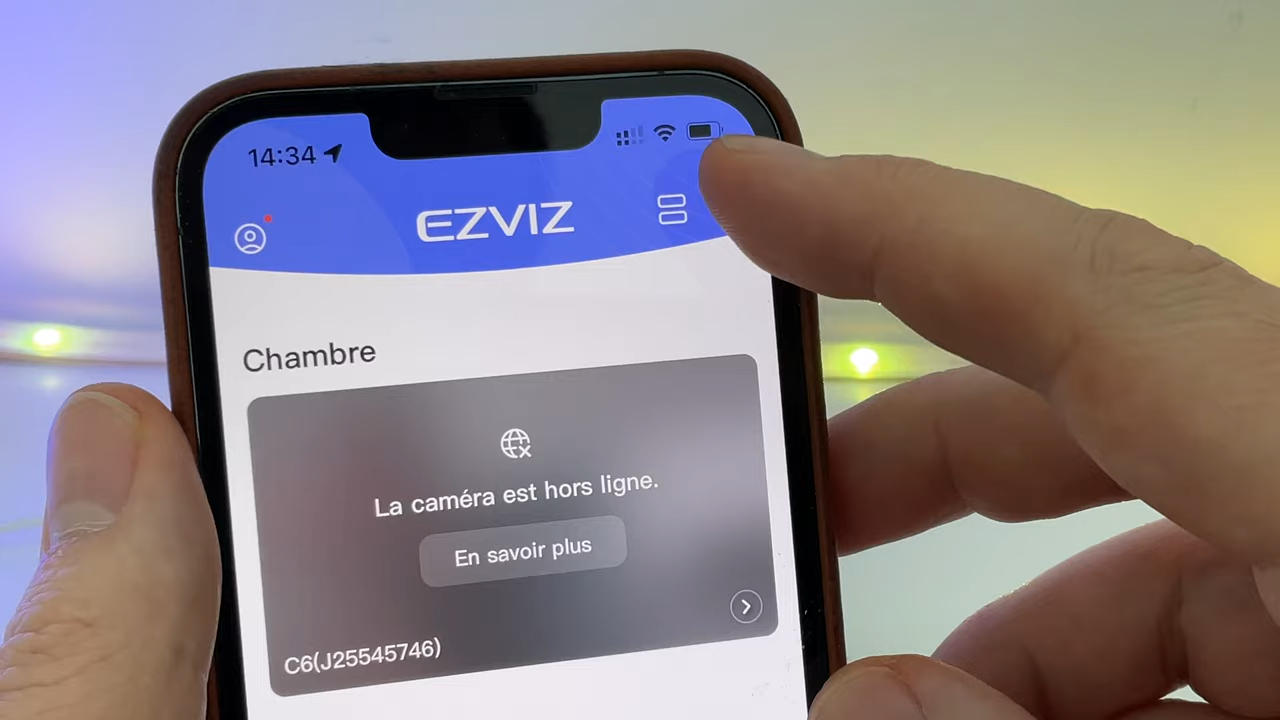 14:34
EZVIZ
Chambre
La caméra est hors ligne.
En savoir plus
C6(J25545746)